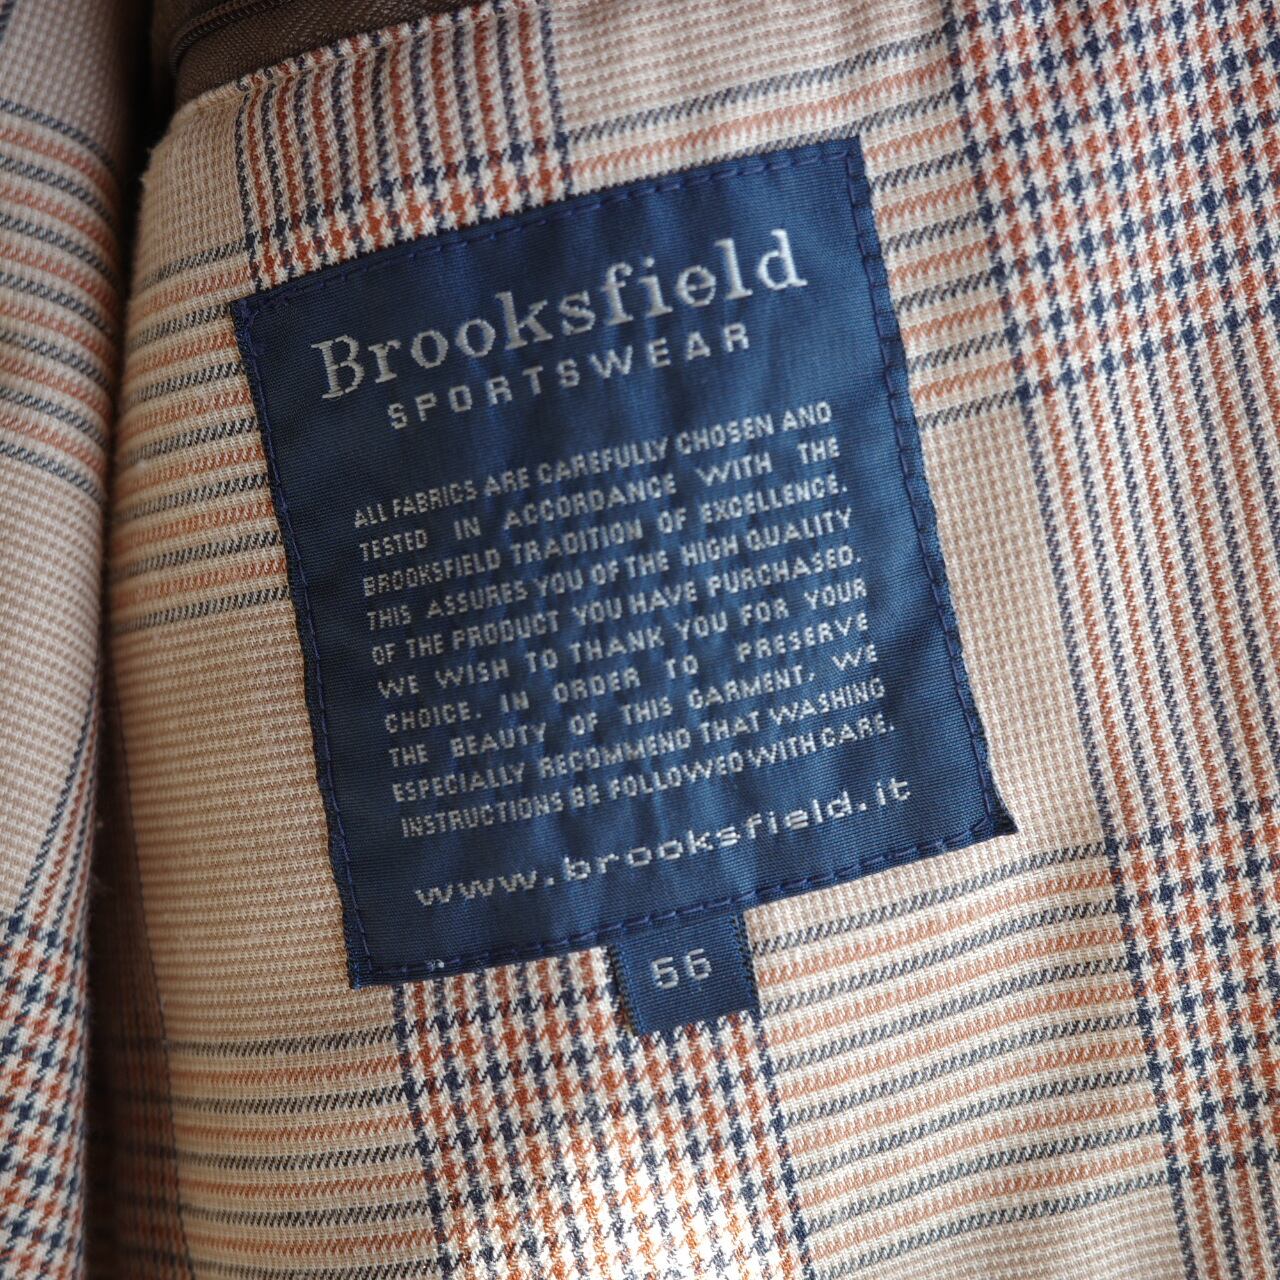 Brooksfield
SPORTSWEAR
ALL FABRICS ARE CAREFULLY CHOSEN AND
TESTED IN ACCORDANCE WITH THE
BROOKSFIELD TRADITION OF EXCELLENCE.
THIS ASSURES YOU OF THE HIGH QUALITY
OF THE PRODUCT YOU HAVE PURCHASED.
WE WISH TO THANK YOU FOR YOUR
CHOICE. IN ORDER TO PRESERVE
THE BEAUTY OF THIS GARMENT, WE
ESPECIALLY RECOMMEND THAT WASHING
INSTRUCTIONS BE FOLLOWED WITH CARE.
www.brooksfield.it
56